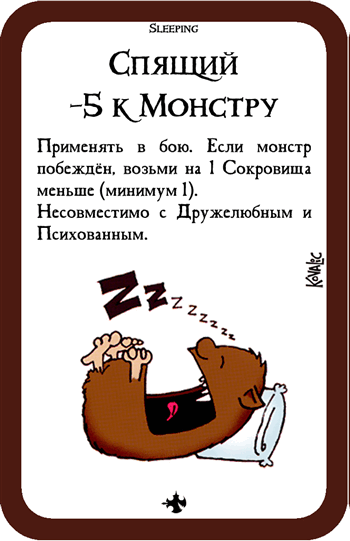 Sleeping
Спящий
-5 к Монстру
Применять в бою. Если монстр
побеждён, возьми на 1 Сокровища
меньше (минимум 1).
Несовместимо с Дружелюбным и
Психованным.
Kovalic
ZZZZZZZZZ